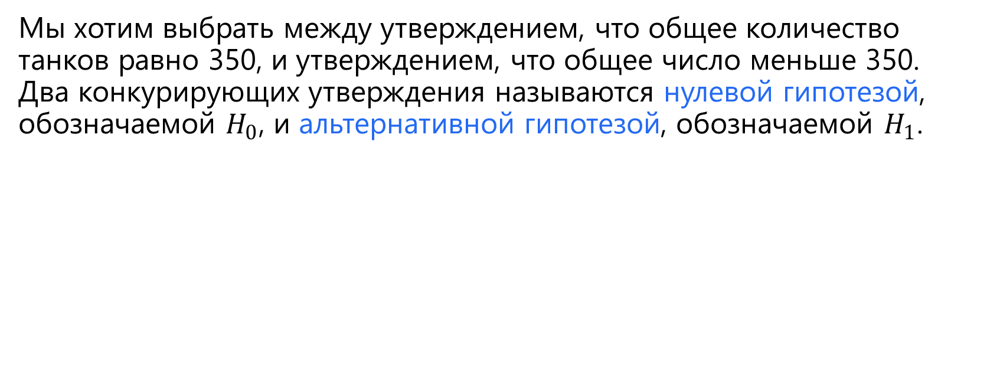 Мы хотим выбрать между утверждением, что общее количество
танков равно 350, и утверждением, что общее число меньше 350.
Два конкурирующих утверждения называются нулевой гипотезой,
обозначаемой H₀, и альтернативной гипотезой, обозначаемой H₁.